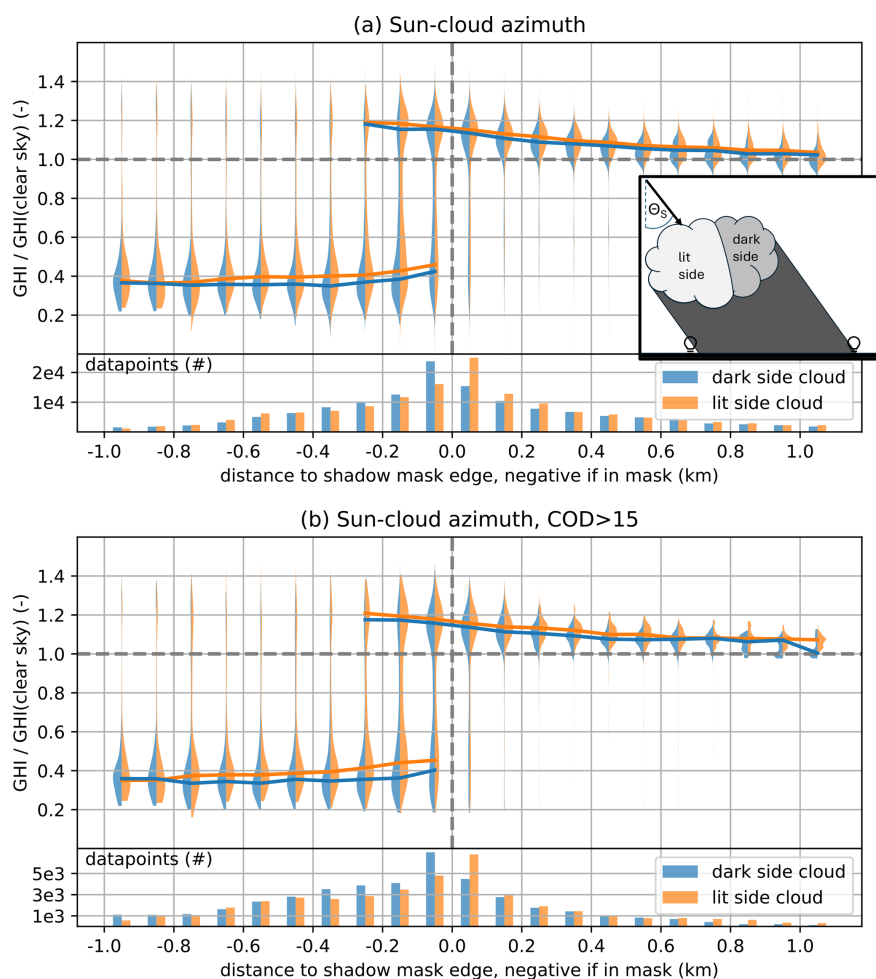 (a) Sun-cloud azimuth
GHI / GHI(clear sky) (-)
1.4
1.2
1.0
0.8
0.6
0.4
0.2
Θs
lit
side
dark
side
datapoints (#)
2e4
1e4
dark side cloud
lit side cloud
-1.0 -0.8 -0.6 -0.4 -0.2 0.0 0.2 0.4 0.6 0.8 1.0
distance to shadow mask edge, negative if in mask (km)
(b) Sun-cloud azimuth, COD>15
GHI / GHI(clear sky) (-)
1.4
1.2
1.0
0.8
0.6
0.4
0.2
datapoints (#)
5e3
3e3
1e3
dark side cloud
lit side cloud
-1.0 -0.8 -0.6 -0.4 -0.2 0.0 0.2 0.4 0.6 0.8 1.0
distance to shadow mask edge, negative if in mask (km)